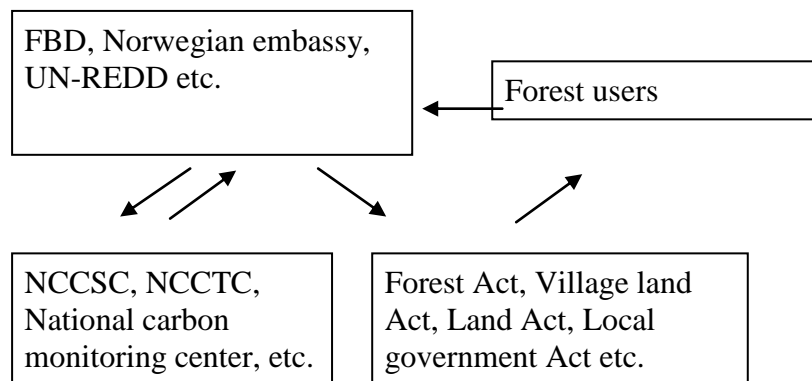 FBD, Norwegian embassy,
UN-REDD etc.
Forest users
NCCSC, NCCTC,
National carbon
monitoring center, etc.
Forest Act, Village land
Act, Land Act, Local
government Act etc.